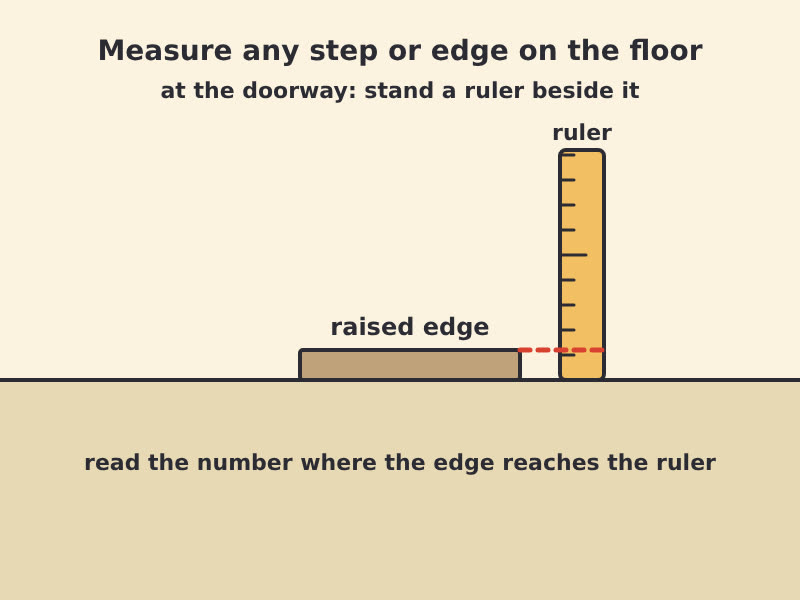 Measure any step or edge on the floor
at the doorway: stand a ruler beside it
ruler
raised edge
read the number where the edge reaches the ruler